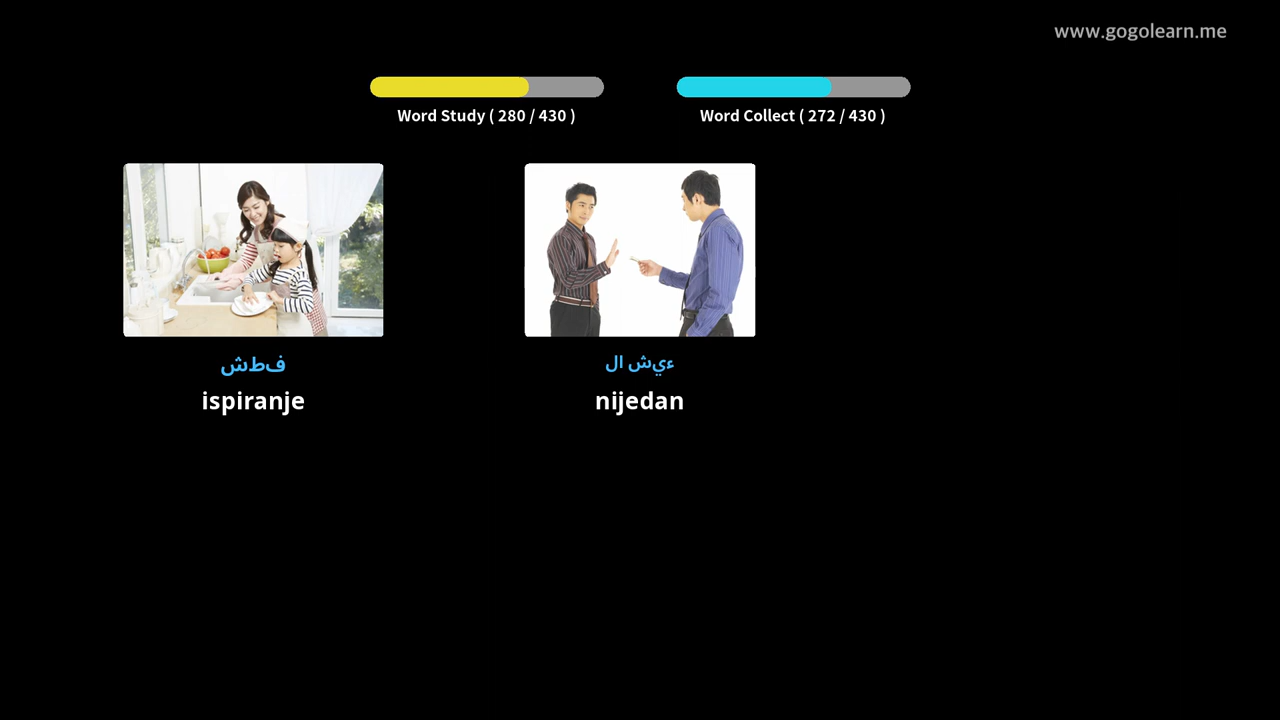 www.gogolearn.me
Word Study ( 280 / 430 )
Word Collect ( 272 / 430 )
فطش
ispiranje
ءيش ال
nijedan